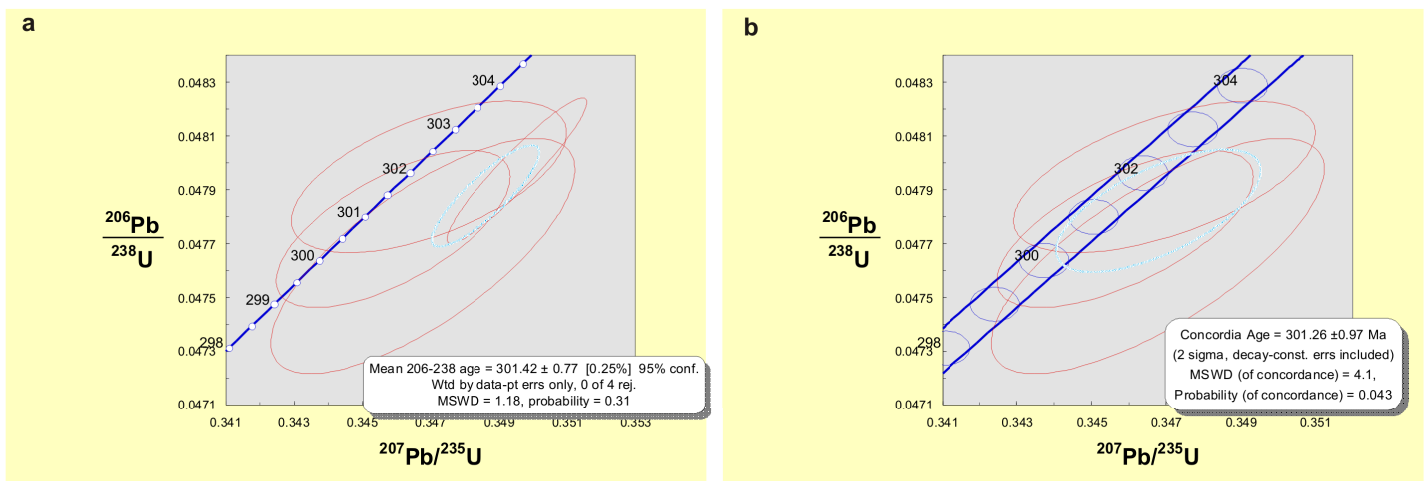 a
0.0483
0.0481
0.0479
0.0477
0.0475
0.0473
0.0471
206Pb
238U
304
303
302
301
300
299
298
Mean 206-238 age = 301.42 ± 0.77 [0.25%] 95% conf.
Wtd by data-pt errs only, 0 of 4 rej.
MSWD = 1.18, probability = 0.31
0.341
0.343
0.345
0.347
0.349
0.351
0.353
207Pb/235U
b
0.0483
0.0481
0.0479
0.0477
0.0475
0.0473
0.0471
206Pb
238U
304
302
300
298
Concordia Age = 301.26 ±0.97 Ma
(2 sigma, decay-const. errs included)
MSWD (of concordance) = 4.1,
Probability (of concordance) = 0.043
0.341
0.343
0.345
0.347
0.349
0.351
207Pb/235U